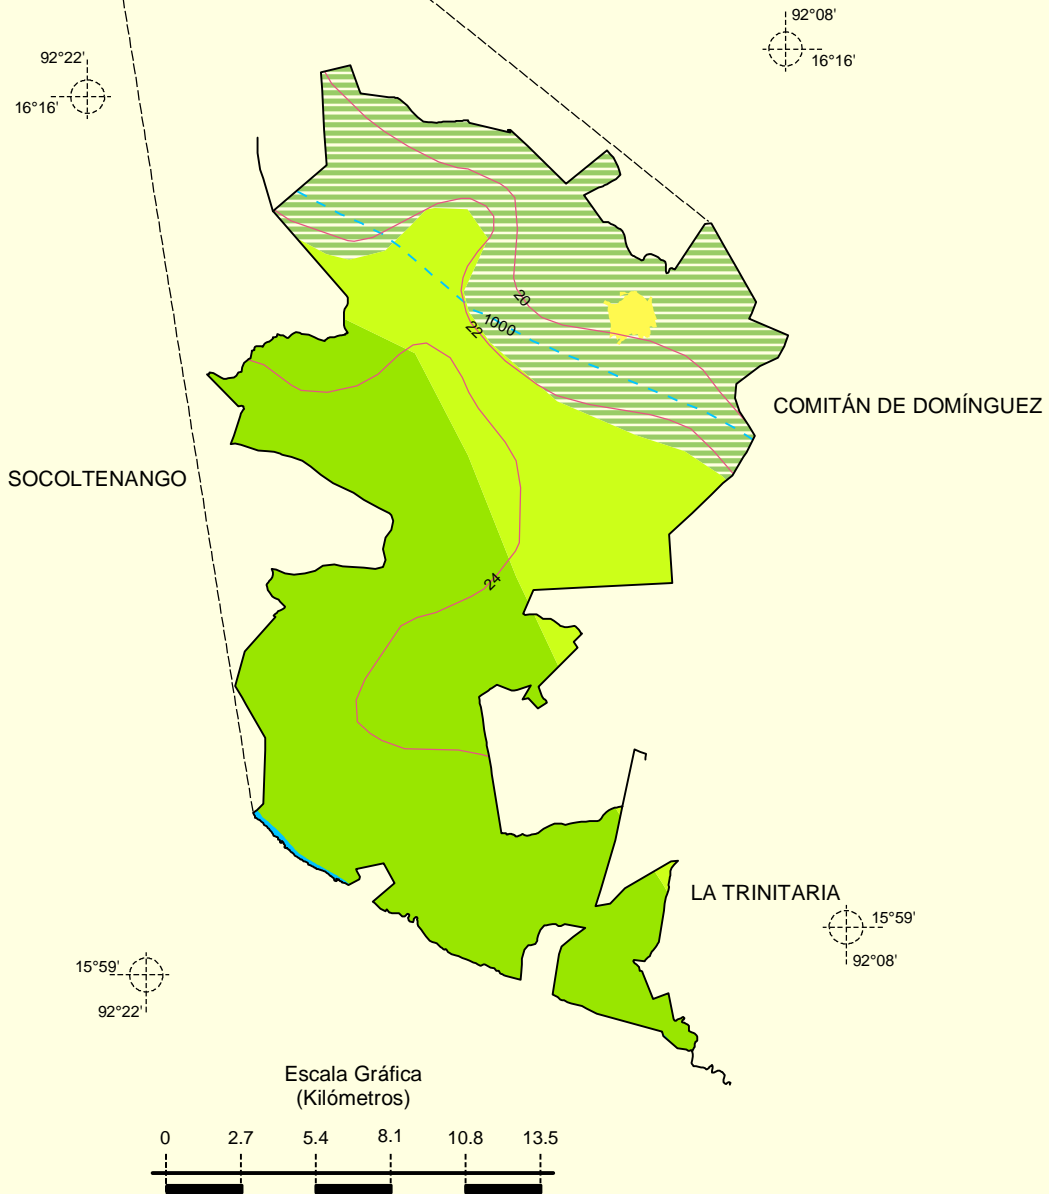 92°08'
16°16'
92°22'
16°16'
20
1000
22
COMITÁN DE DOMÍNGUEZ
SOCOLTENANGO
24
LA TRINITARIA
15°59'
92°08'
15°59'
92°22'
Escala Gráfica
(Kilómetros)
0 2.7 5.4 8.1 10.8 13.5